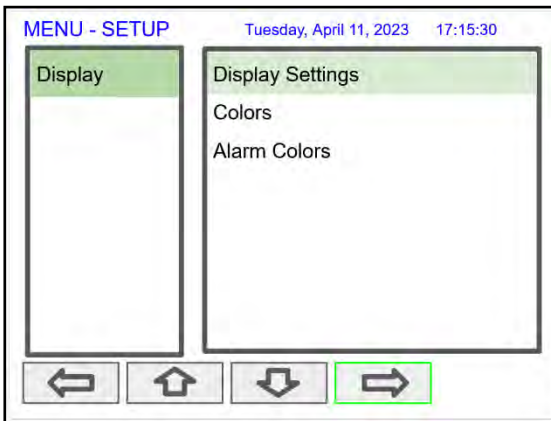 MENU - SETUP Tuesday, April 11, 2023 17:15:30
Display
Display Settings
Colors
Alarm Colors